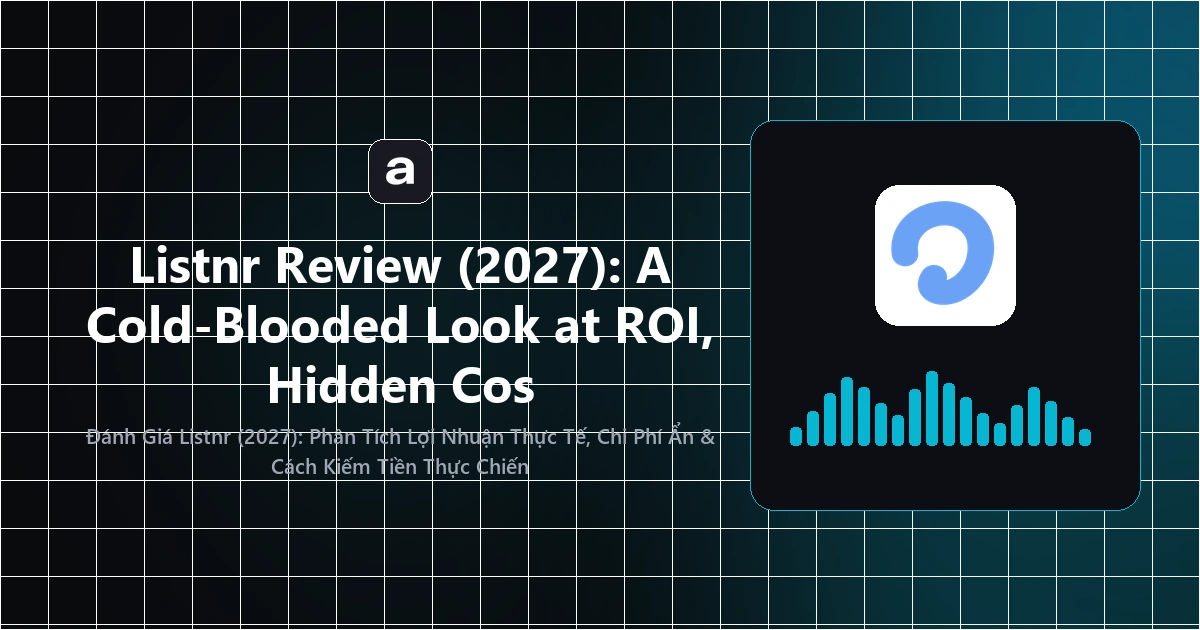 a
Listnr Review (2027): A
Cold-Blooded Look at ROI,
Hidden Cos
Đánh Giá Listnr (2027): Phân Tích Lợi Nhuận Thực Tế, Chi Phí Ẩn &
Cách Kiếm Tiền Thực Chiến